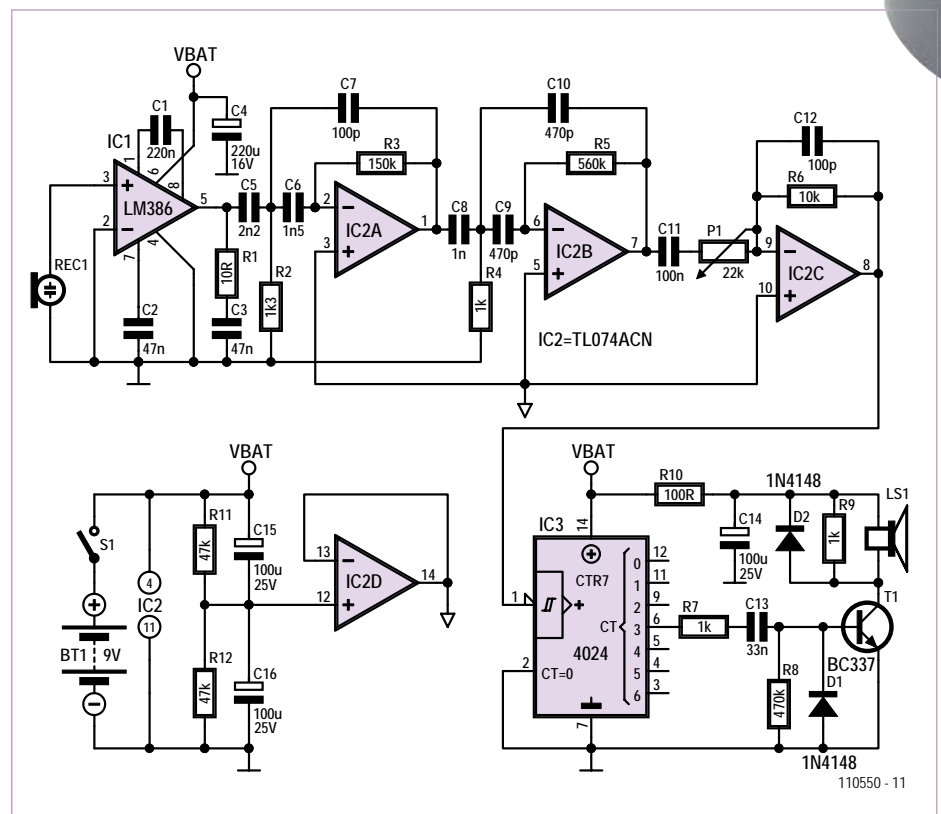 VBAT
C7
100p
C10
470p
C12
100p
C1
220n
C4
220u
16V
IC1
R3
150k
R5
560k
R6
10k
1
6
8
3
+
2
–
LM386
5
4
7
C5
2n2
C6
1n5
2
–
3
+
IC2A
1
C8
1n
C9
470p
6
–
5
+
IC2B
7
C11
100n
P1
22k
9
–
10
+
IC2C
8
REC1
R1
10R
R2
1k3
R4
1k
C2
47n
C3
47n
IC2=TL074ACN
VBAT
S1
+
BT1
9V
–
4
IC2
11
R11
47k
C15
100u
25V
R12
47k
C16
100u
25V
13
–
12
+
IC2D
14
VBAT
R10
100R
1N4148
LS1
IC3
14
+
CTR7
1
+
CT
4024
2
CT=0
7
0
12
1
11
2
9
3
6
4
5
5
4
6
3
C14
100u
25V
D2
R9
1k
T1
BC337
R7
1k
C13
33n
R8
470k
D1
1N4148
110550 - 11